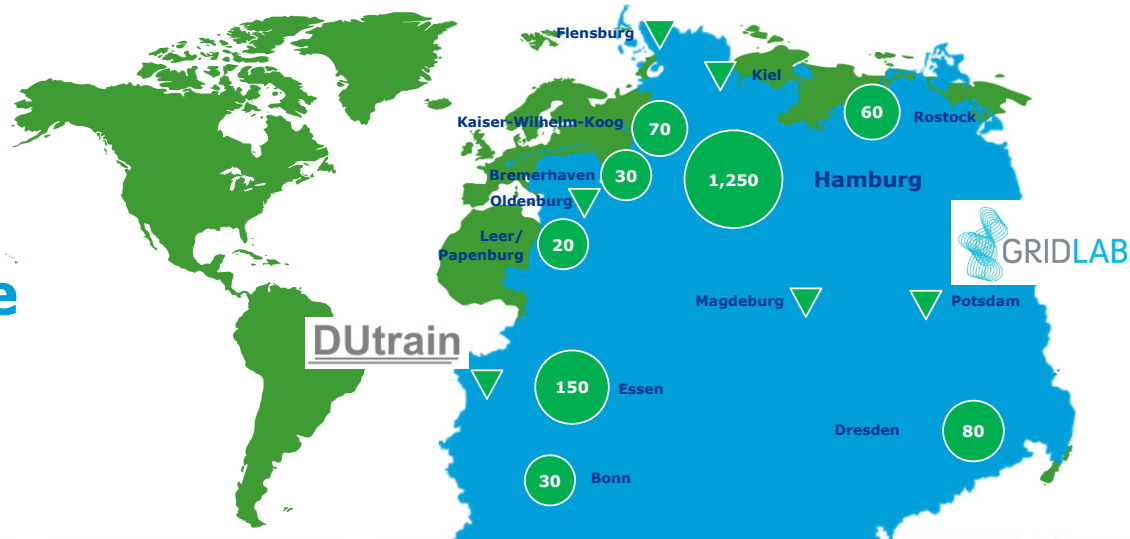 Flensburg
Kiel
Kaiser-Wilhelm-Koog
70
60
Rostock
Bremerhaven
30
1,250
Hamburg
Oldenburg
Leer/
Papenburg
20
GRIDLAB
e
Magdeburg
Potsdam
DUtrain
150
Essen
Dresden
80
30
Bonn